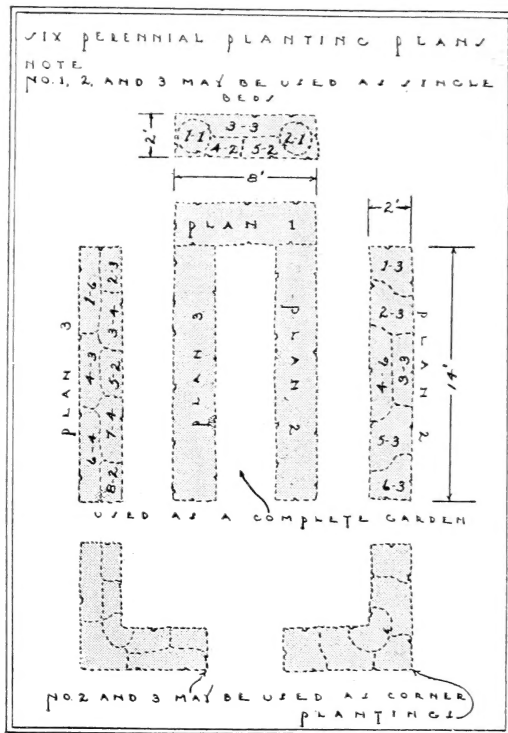 SIX PERENNIAL PLANTING PLANS
NOTE
NO. 1, 2, AND 3 MAY BE USED AS SINGLE
BEDS
2'
1-1
3-3
2-1
4-2
5-2
8'
PLAN 1
2'
PLAN 3
1-6
2-3
3-4
4-3
5-2
6-4
7-4
8-2
PLAN 3
PLAN 2
1-3
2-3
4-6
3-3
5-3
6-3
PLAN 2
14'
USED AS A COMPLETE GARDEN
NO. 2 AND 3 MAY BE USED AS CORNER
PLANTINGS